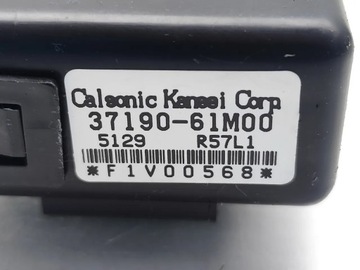 Calsonic Kansei Corp
37190-61M00
5129 R57L1
*F1V00568*